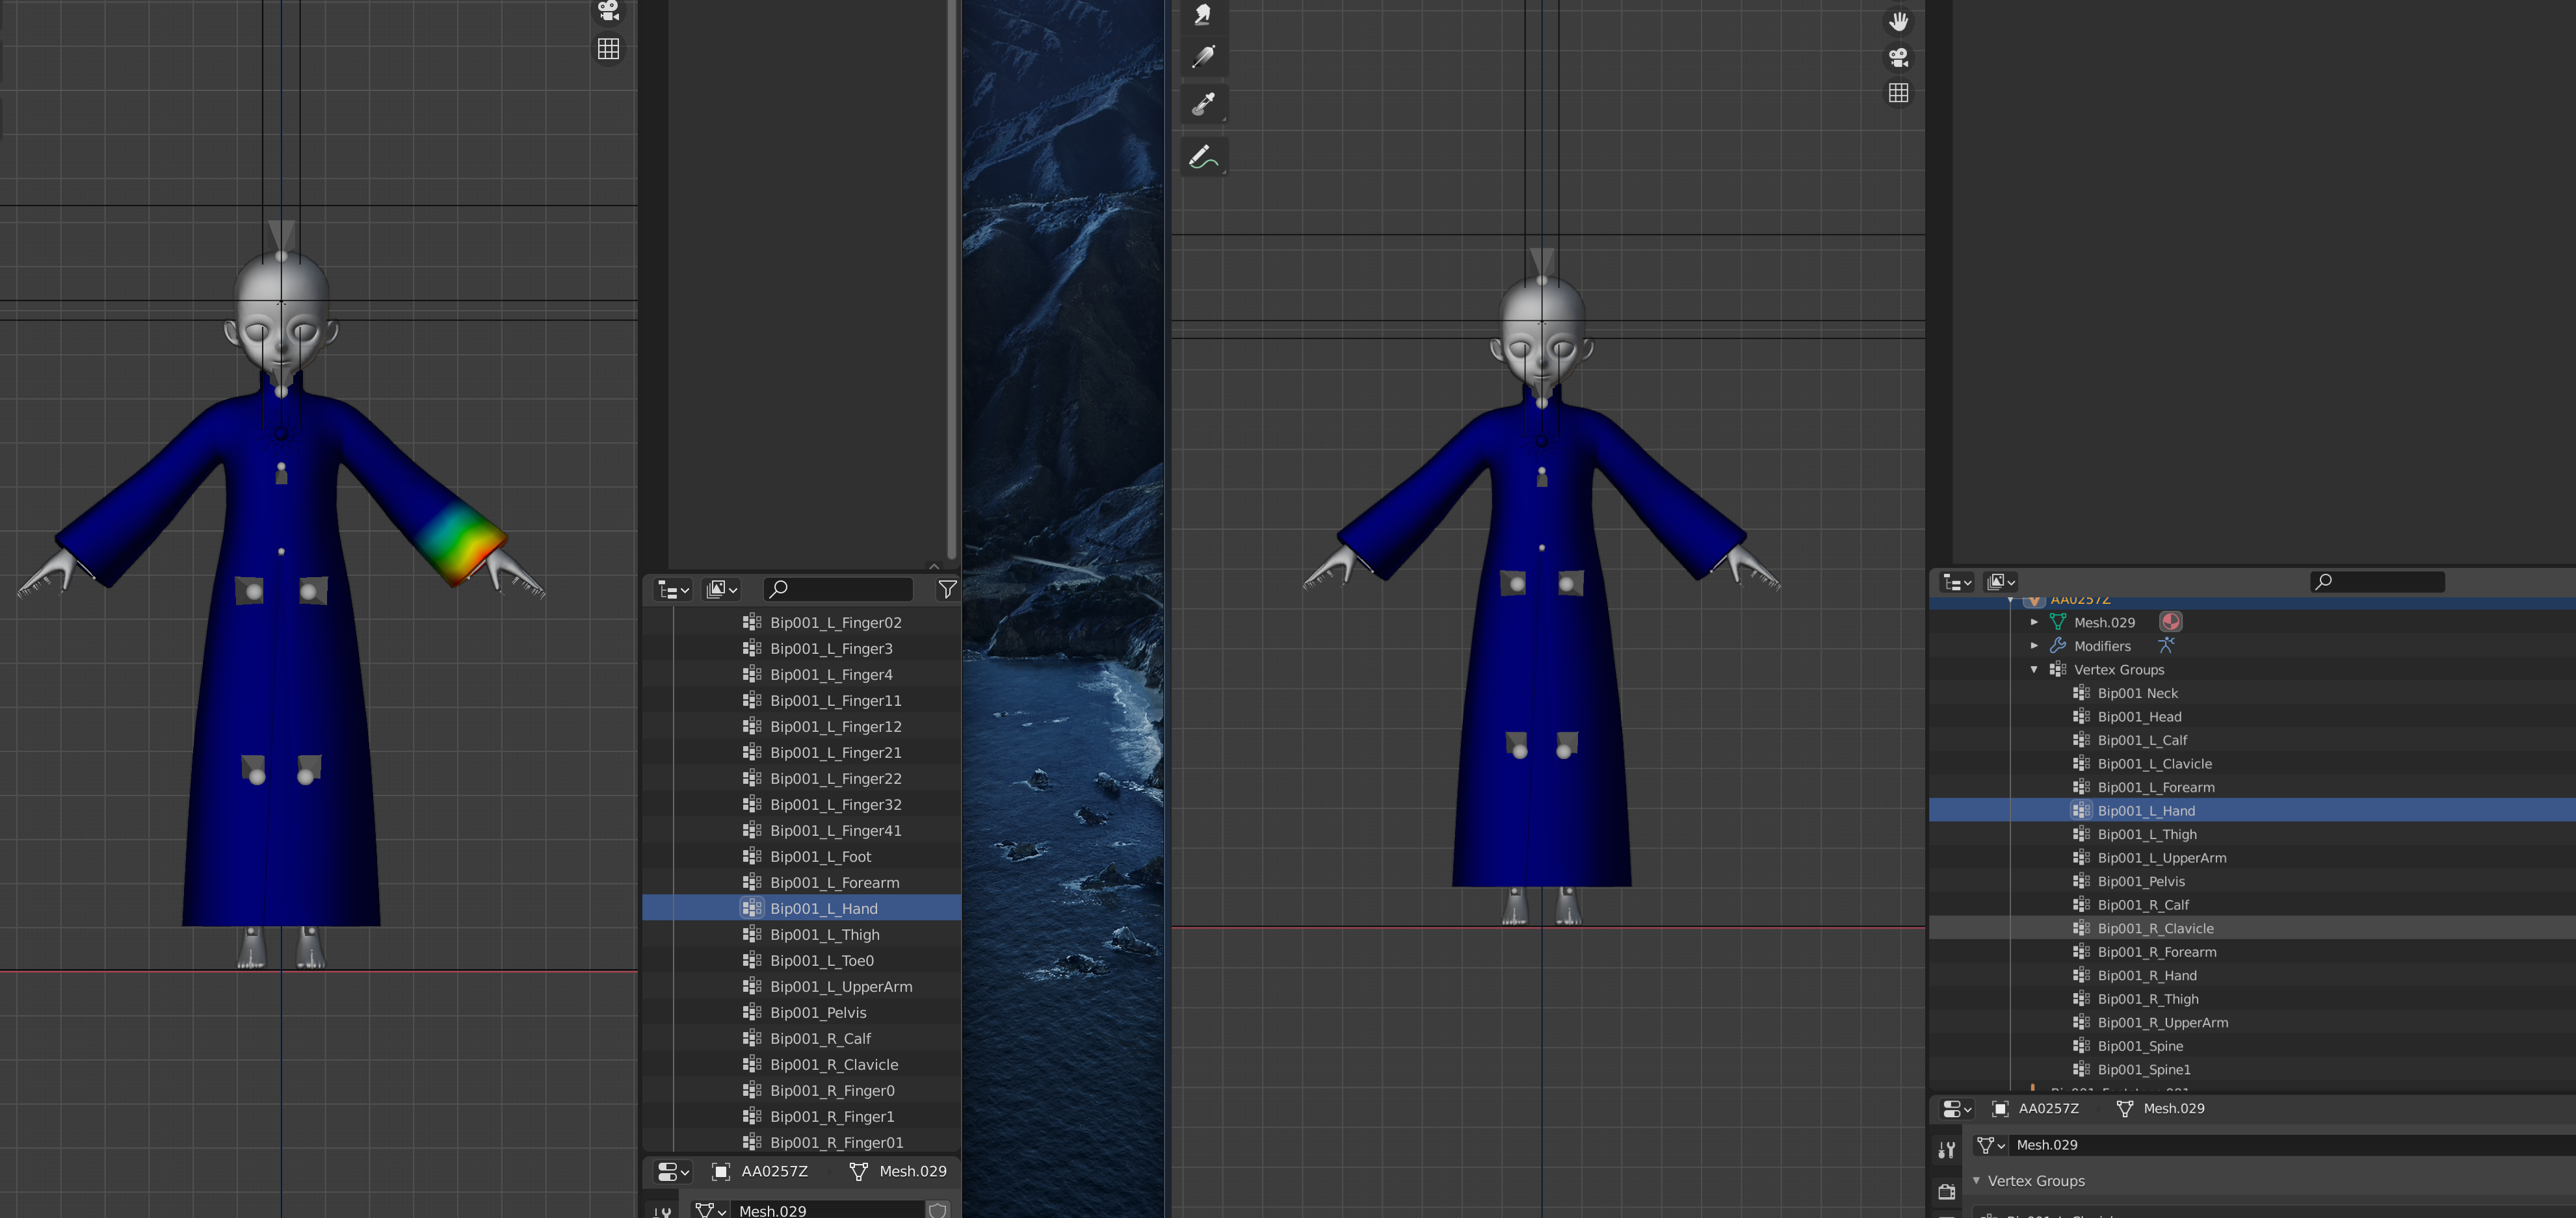 Bip001_L_Finger02
Bip001_L_Finger3
Bip001_L_Finger4
Bip001_L_Finger11
Bip001_L_Finger12
Bip001_L_Finger21
Bip001_L_Finger22
Bip001_L_Finger32
Bip001_L_Finger41
Bip001_L_Foot
Bip001_L_Forearm
Bip001_L_Hand
Bip001_L_Thigh
Bip001_L_Toe0
Bip001_L_UpperArm
Bip001_Pelvis
Bip001_R_Calf
Bip001_R_Clavicle
Bip001_R_Finger0
Bip001_R_Finger1
Bip001_R_Finger01
AA0257Z Mesh.029
Mesh.029
AA0257Z
Mesh.029
Modifiers
Vertex Groups
Bip001 Neck
Bip001_Head
Bip001_L_Calf
Bip001_L_Clavicle
Bip001_L_Forearm
Bip001_L_Hand
Bip001_L_Thigh
Bip001_L_UpperArm
Bip001_Pelvis
Bip001_R_Calf
Bip001_R_Clavicle
Bip001_R_Forearm
Bip001_R_Hand
Bip001_R_Thigh
Bip001_R_UpperArm
Bip001_Spine
Bip001_Spine1
AA0257Z Mesh.029
Mesh.029
Vertex Groups